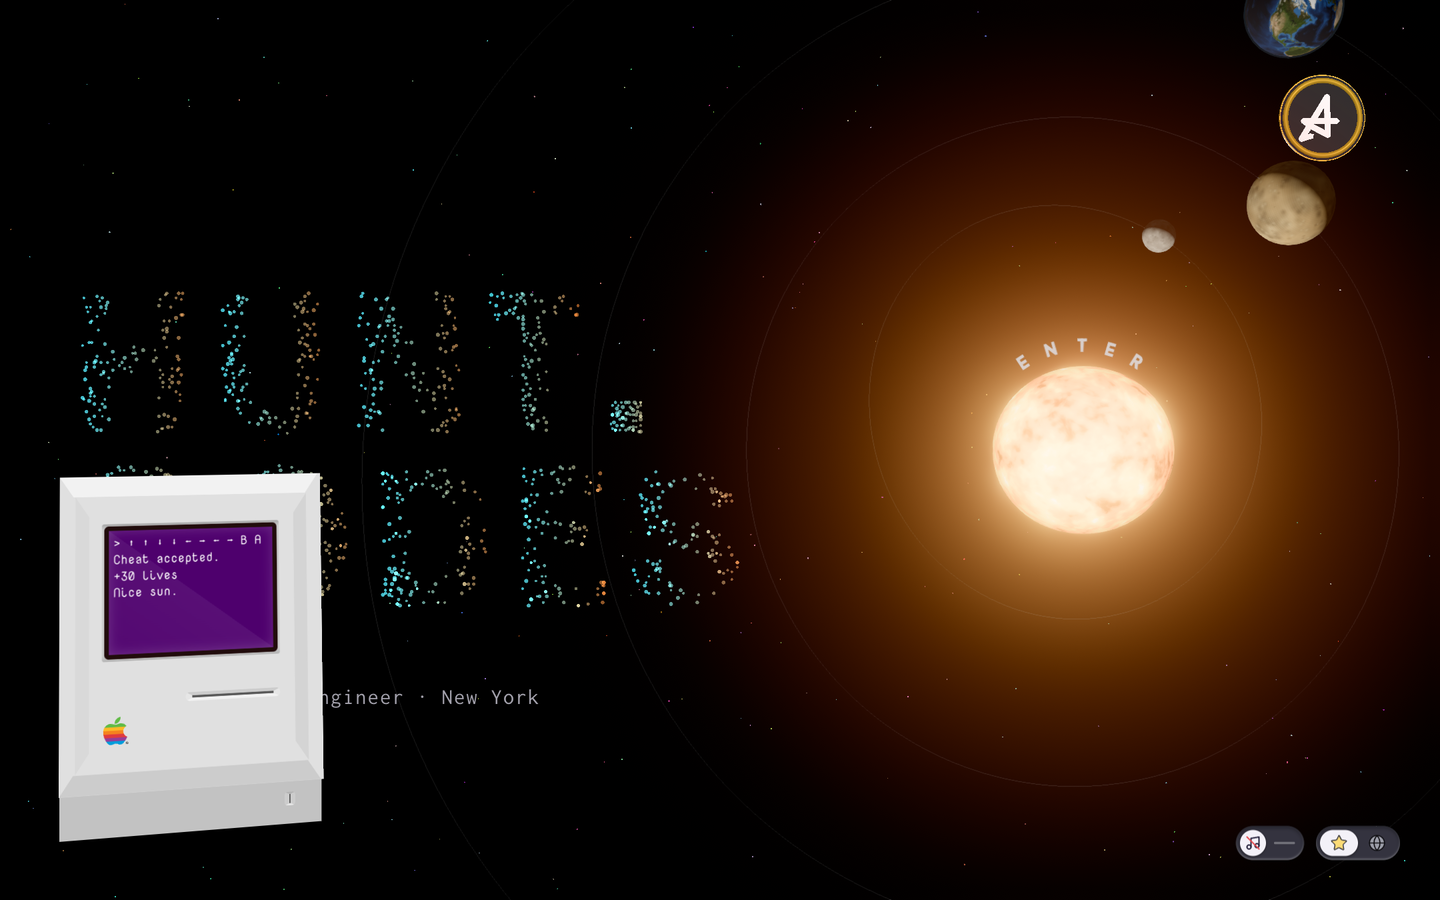 HUNT.
DES
ngineer · New York
> ↑ ↑ ↓ ↓ ← → ← → B A
Cheat accepted.
+30 Lives
Nice sun.
ENTER